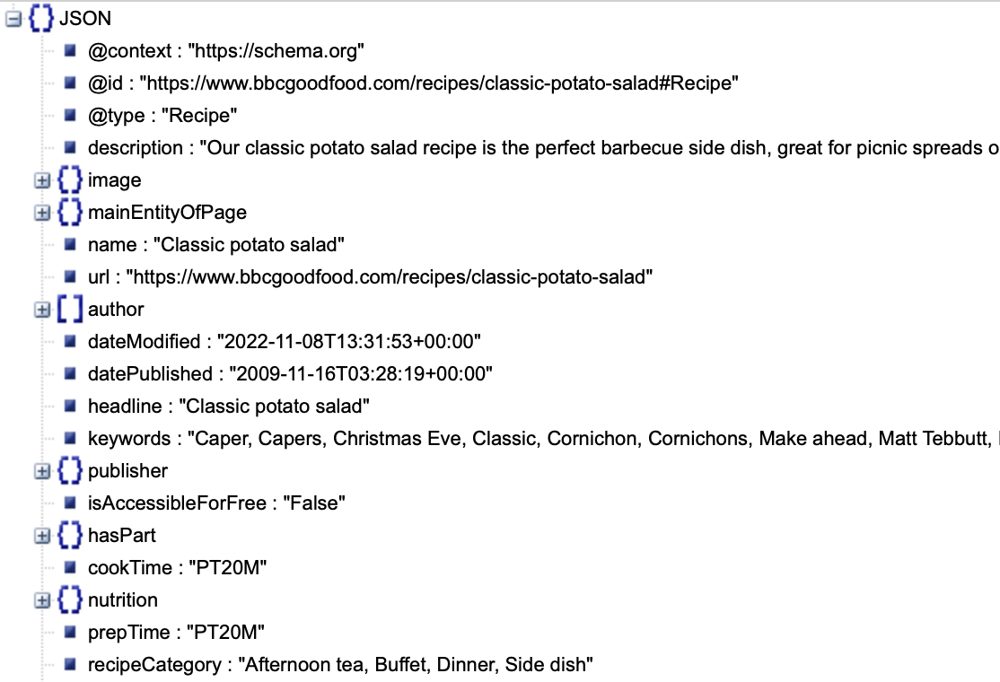 JSON
@context : "https://schema.org"
@id : "https://www.bbcgoodfood.com/recipes/classic-potato-salad#Recipe"
@type : "Recipe"
description : "Our classic potato salad recipe is the perfect barbecue side dish, great for picnic spreads o
image
mainEntityOfPage
name : "Classic potato salad"
url : "https://www.bbcgoodfood.com/recipes/classic-potato-salad"
author
dateModified : "2022-11-08T13:31:53+00:00"
datePublished : "2009-11-16T03:28:19+00:00"
headline : "Classic potato salad"
keywords : "Caper, Capers, Christmas Eve, Classic, Cornichon, Cornichons, Make ahead, Matt Tebbutt,
publisher
isAccessibleForFree : "False"
hasPart
cookTime : "PT20M"
nutrition
prepTime : "PT20M"
recipeCategory : "Afternoon tea, Buffet, Dinner, Side dish"